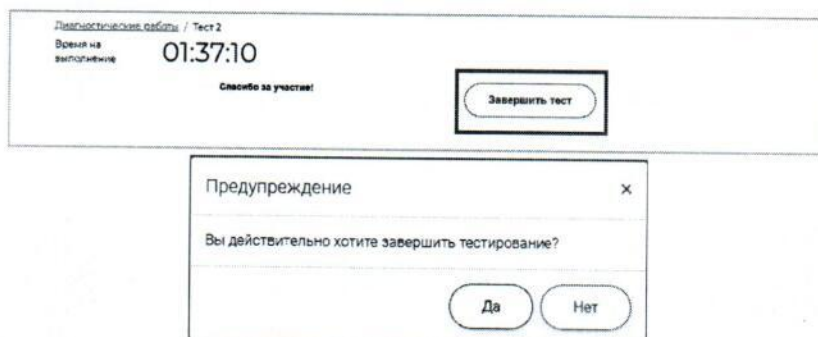 Диагностические работы / Тест 2
Время на
выполнение
01:37:10
Спасибо за участие!
Завершить тест
Предупреждение ×
Вы действительно хотите завершить тестирование?
Да Нет